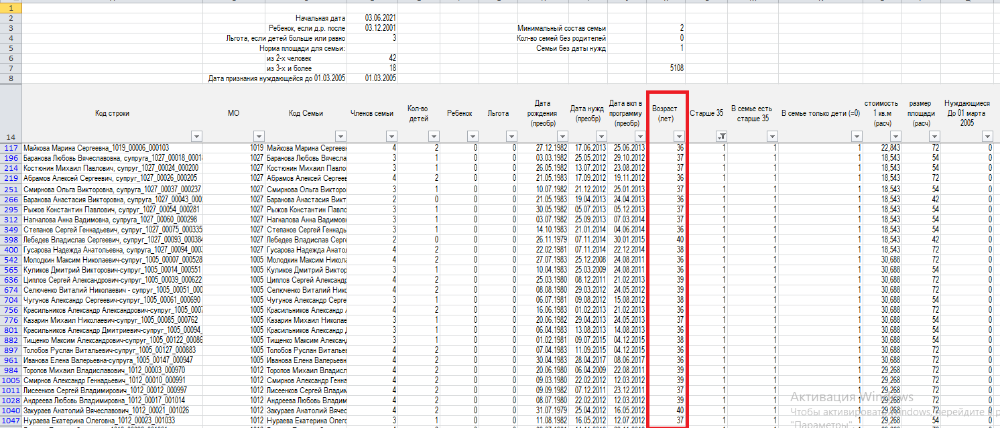 1
2 Начальная дата 03.06.2021
3 Ребенок, если д.р. после 03.12.2001 Минимальный состав семьи 2
4 Льгота, если детей больше или равно 3 Кол-во семей без родителей 0
5 Норма площади для семьи: Семьи без даты нужд 1
6 из 2-х человек 42
7 из 3-х и более 18 5108
8 Дата признания нуждающейся до 01.03.2005 01.03.2005
14 Код строки МО Код Семьи Членов семьи Кол-во детей Ребенок Льгота Дата рождения (преобр) Дата нужд (преобр) Дата вкл в программу (преобр) Возраст (лет) Старше 35 В семье есть старше 35 В семье только дети (=0) стоимость 1 кв.м (расч) размер площади (расч) Нуждающиеся До 01 марта 2005
117 Майкова Марина Сергеевна_1019_00006_000103 1019 Майкова Марина Сергеевн 4 2 0 0 27.12.1982 17.06.2013 25.06.2013 36 1 1 1 22,843 72 0
196 Баранова Любовь Вячеславовна, супруга_1027_00018_0001 1027 Баранова Любовь Вячесла 3 1 0 0 03.03.1982 25.05.2012 29.10.2012 37 1 1 1 18,543 54 0
214 Костюнин Михаил Павлович, супруг_1027_00024_000200 1027 Костюнин Михаил Павло 3 1 0 0 26.05.1982 13.07.2012 23.08.2012 37 1 1 1 18,543 54 0
219 Абрамов Алексей Сергеевич, супруг_1027_00026_000205 1027 Абрамов Алексей Сергее 4 2 0 0 21.05.1983 17.09.2012 19.11.2012 36 1 1 1 18,543 72 0
251 Смирнова Ольга Викторовна, супруга_1027_00037_000237 1027 Смирнова Ольга Викторо 3 1 0 0 10.07.1982 21.12.2012 25.01.2013 37 1 1 1 18,543 54 0
266 Баранова Анастасия Викторовна, супруга_1027_00043_000 1027 Баранова Анастасия Викт 2 0 0 0 21.05.1983 19.04.2013 24.04.2013 36 1 1 1 18,543 42 0
295 Рыжов Константин Павлович, супруг_1027_00054_000281 1027 Рыжов Константин Павло 3 1 0 0 30.05.1982 05.07.2013 05.12.2013 37 1 1 1 18,543 54 0
312 Нагналова Анна Вадимовна, супруга_1027_00060_000298 1027 Нагналова Анна Вадимов 3 1 0 0 03.07.1982 25.09.2013 07.03.2014 37 1 1 1 18,543 54 0
349 Степанов Сергей Геннадьевич, супруг_1027_00075_000335 1027 Степанов Сергей Геннадь 3 1 0 0 14.10.1983 21.01.2014 04.06.2014 36 1 1 1 18,543 54 0
398 Лебедев Владислав Сергеевич, супруг_1027_00093_000384 1027 Лебедев Владислав Серге 2 0 0 0 26.11.1979 07.11.2014 30.01.2015 40 1 1 1 18,543 42 0
400 Гусарова Надежда Анатольевна, супруга_1027_00094_000 1027 Гусарова Надежда Анато 4 2 0 0 22.02.1981 07.11.2014 22.12.2014 38 1 1 1 18,543 72 0
542 Молодкин Максим Николаевич-супруг_1005_00007_000528 1005 Молодкин Максим Никола 4 2 0 0 27.07.1983 25.12.2008 24.08.2011 36 1 1 1 30,688 72 0
565 Куликов Дмитрий Викторович-супруг_1005_00014_000551 1005 Куликов Дмитрий Виктор 3 1 0 0 10.04.1983 25.03.2009 24.08.2011 36 1 1 1 30,688 54 0
636 Циплов Сергей Александрович-супруг_1005_00039_000622 1005 Циплов Сергей Александр 4 2 0 0 25.03.1980 08.12.2011 21.02.2013 39 1 1 1 30,688 72 0
674 Селюченко Виталий Николаевич - супруг_1005_00051_000 1005 Селюченко Виталий Никс 4 2 0 0 08.08.1980 29.03.2012 24.05.2012 39 1 1 1 30,688 72 0
704 Чугунов Александр Сергеевич-супруг_1005_00061_000690 1005 Чугунов Александр Серге 3 1 0 0 06.07.1981 09.08.2012 15.08.2012 38 1 1 1 30,688 54 0
756 Красильников Александр Александрович-супруг_1005_000 1005 Красильников Александр А 4 2 0 0 16.06.1983 01.02.2013 21.02.2013 36 1 1 1 30,688 72 0
776 Казарин Михаил Николаевич-супруг_1005_00085_000762 1005 Казарин Михаил Николае 3 1 0 0 20.06.1982 29.04.2013 24.05.2013 37 1 1 1 30,688 54 0
801 Красильников Александр Дмитриевич-супруг_1005_00094_ 1005 Красильников Александр Д 3 1 0 0 06.04.1983 13.08.2013 14.08.2013 36 1 1 1 30,688 54 0
882 Тищенко Максим Александрович-супруг_1005_00122_00086 1005 Тищенко Максим Алексан 3 1 0 0 01.02.1981 09.07.2015 04.12.2015 38 1 1 1 30,688 54 0
897 Толобов Руслан Витальевич-супруг_1005_00127_000883 1005 Толобов Руслан Витальев 4 2 0 0 07.04.1983 11.09.2015 04.12.2015 36 1 1 1 30,688 72 0
961 Иванова Елена Валерьевна-супруга_1005_00147_000947 1005 Иванова Елена Валерьевн 4 2 0 0 30.04.1983 28.04.2017 08.06.2017 36 1 1 1 30,688 72 0
984 Торопов Михаил Владиславович_1012_00003_000970 1012 Торопов Михаил Владисл 4 2 0 0 20.06.1980 06.04.2009 22.08.2011 39 1 1 1 29,268 72 0
1005 Смирнов Александр Геннадьевич_1012_00010_000991 1012 Смирнов Александр Генна 4 2 0 0 09.03.1980 22.02.2012 12.03.2012 39 1 1 1 29,268 72 0
1011 Лисеенков Сергей Владимирович_1012_00012_000997 1012 Лисеенков Сергей Владим 4 2 0 0 09.09.1982 07.12.2011 23.12.2011 37 1 1 1 29,268 72 0
1028 Андреева Любовь Владимировна_1012_00017_001014 1012 Андреева Любовь Владим 4 2 0 0 08.07.1980 22.02.2012 12.03.2012 39 1 1 1 29,268 72 0
1040 Закураев Анатолий Вячеславович_1012_00021_001026 1012 Закураев Анатолий Вячес 4 2 0 0 31.07.1979 25.04.2012 16.05.2012 40 1 1 1 29,268 72 0
1047 Нураева Екатерина Олеговна_1012_00023_001033 1012 Нураева Екатерина Олего 3 1 0 0 11.08.1982 16.05.2012 12.07.2012 37 1 1 1 29,268 54 0
Активация Windows
Чтобы активировать Windows, перейдите в р
"Параметры".